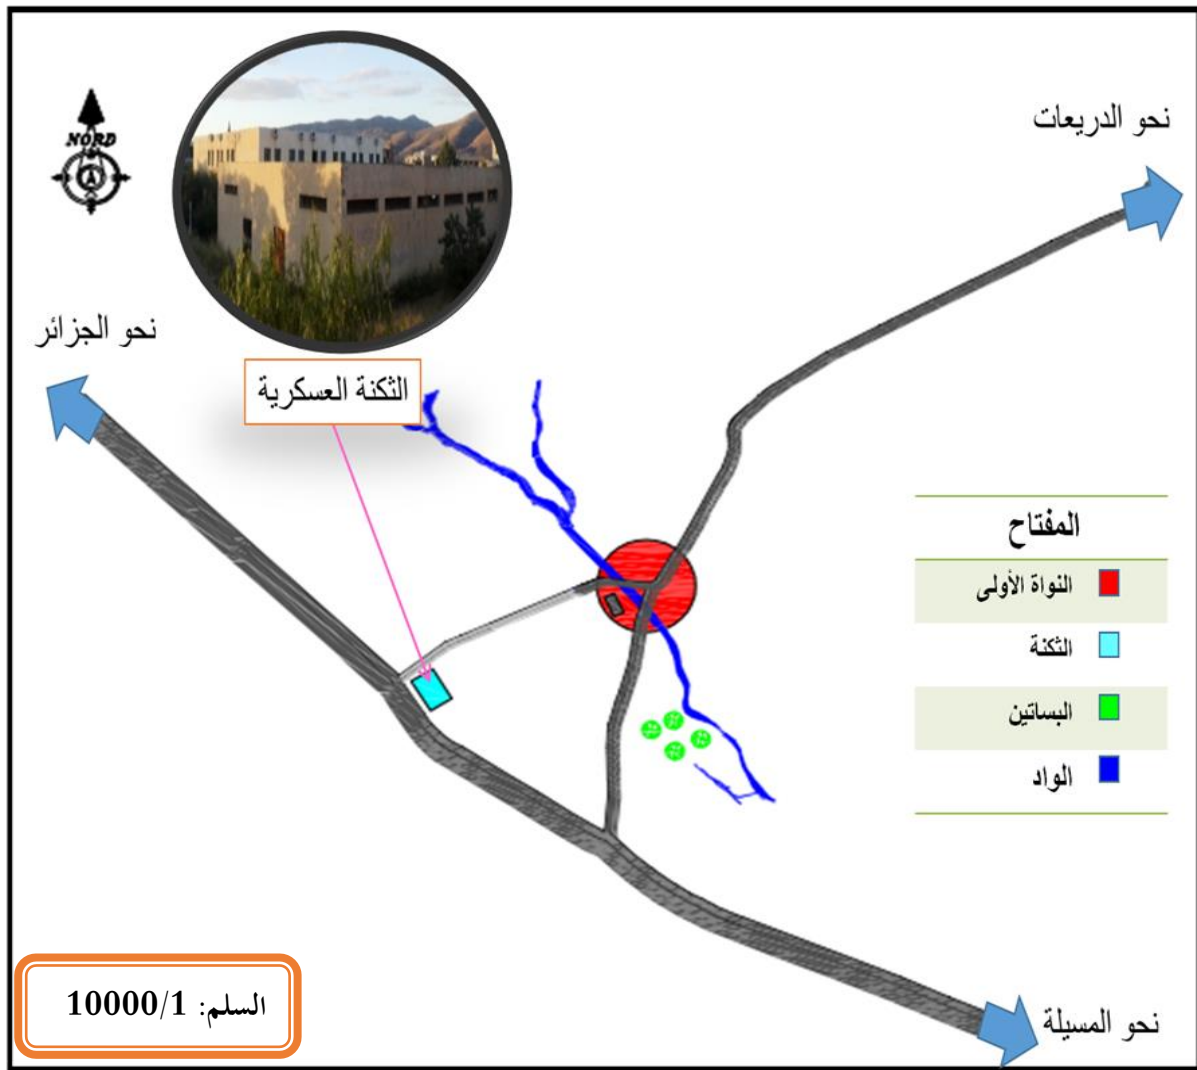 NORD
نحو الدريعات
نحو الجزائر
الثكنة العسكرية
المفتاح
النواة الأولى
الثكنة
البساتين
الواد
السلم: 10000/1
نحو المسيلة